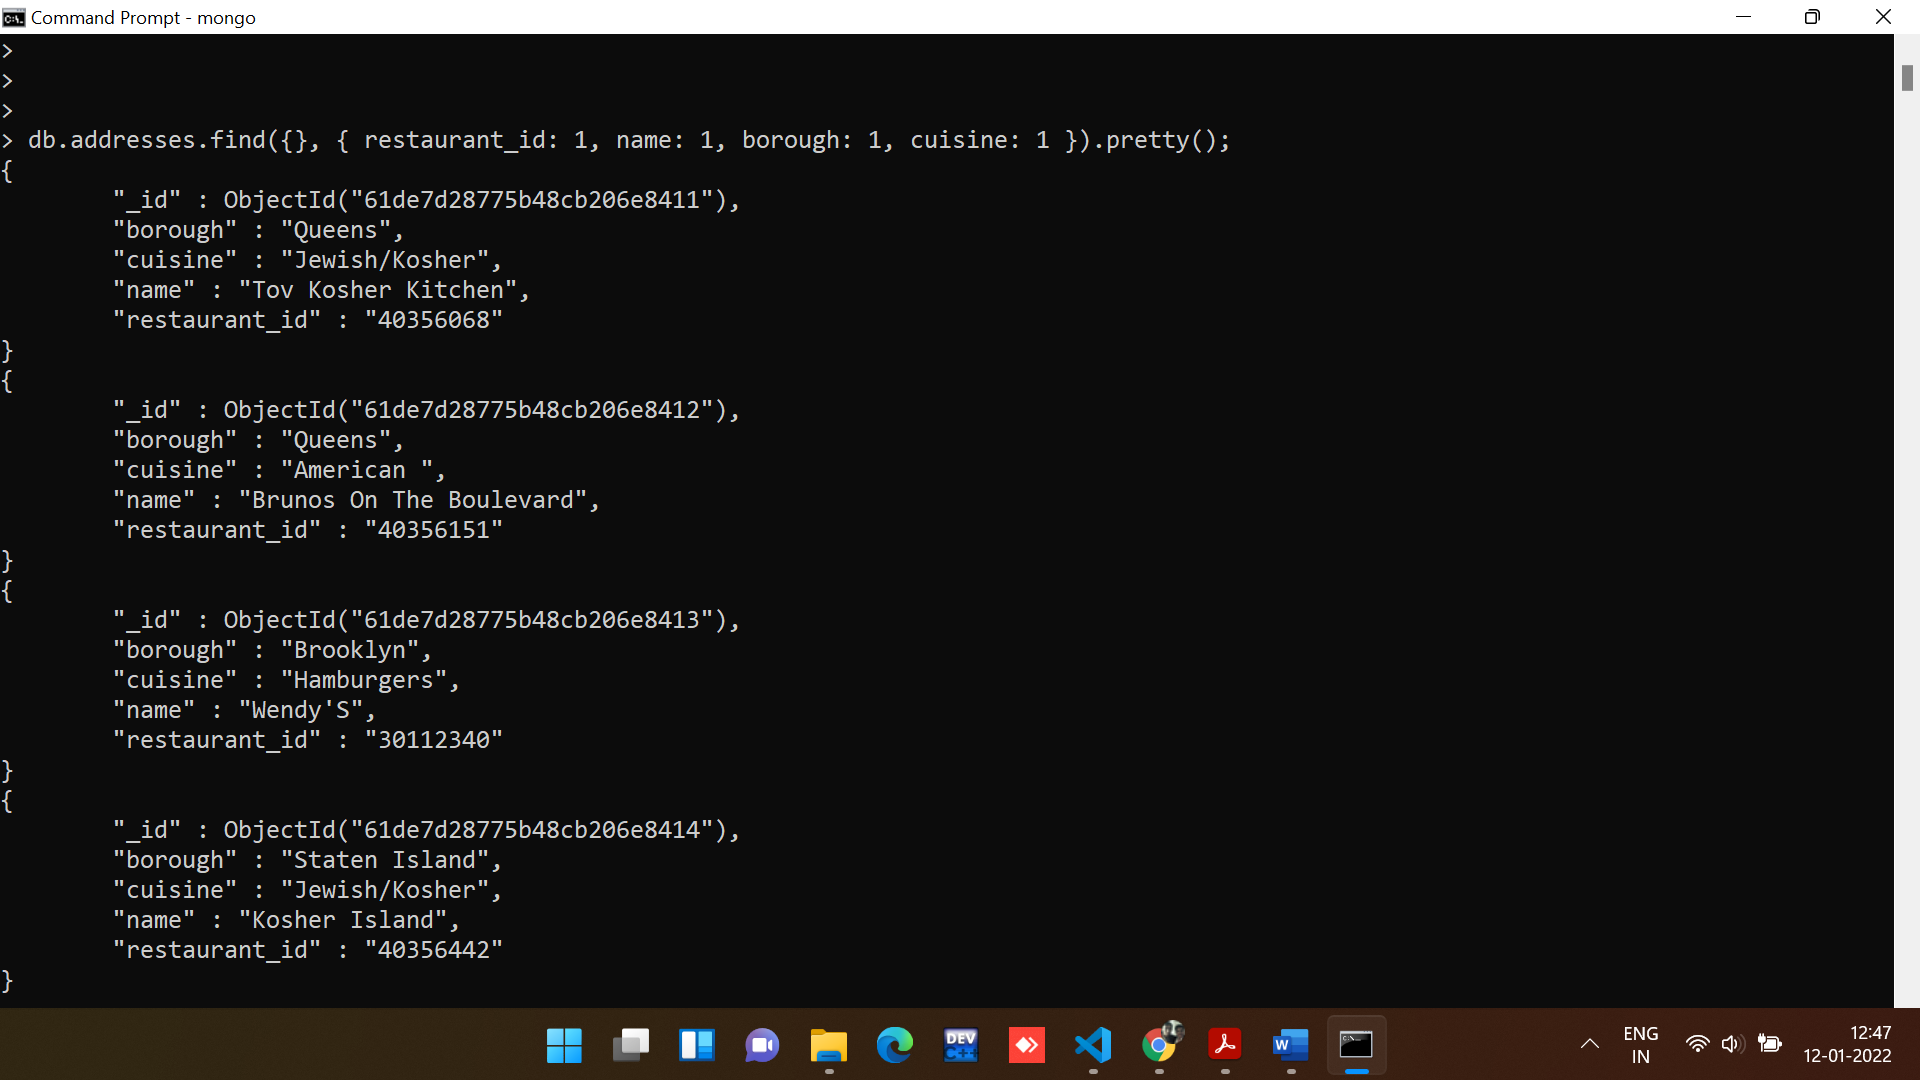 Command Prompt - mongo
>
>
>
> db.addresses.find({}, { restaurant_id: 1, name: 1, borough: 1, cuisine: 1 }).pretty();
{
"_id" : ObjectId("61de7d28775b48cb206e8411"),
"borough" : "Queens",
"cuisine" : "Jewish/Kosher",
"name" : "Tov Kosher Kitchen",
"restaurant_id" : "40356068"
}
{
"_id" : ObjectId("61de7d28775b48cb206e8412"),
"borough" : "Queens",
"cuisine" : "American ",
"name" : "Brunos On The Boulevard",
"restaurant_id" : "40356151"
}
{
"_id" : ObjectId("61de7d28775b48cb206e8413"),
"borough" : "Brooklyn",
"cuisine" : "Hamburgers",
"name" : "Wendy'S",
"restaurant_id" : "30112340"
}
{
"_id" : ObjectId("61de7d28775b48cb206e8414"),
"borough" : "Staten Island",
"cuisine" : "Jewish/Kosher",
"name" : "Kosher Island",
"restaurant_id" : "40356442"
}
DEV
C++
W
ENG
IN
12:47
12-01-2022